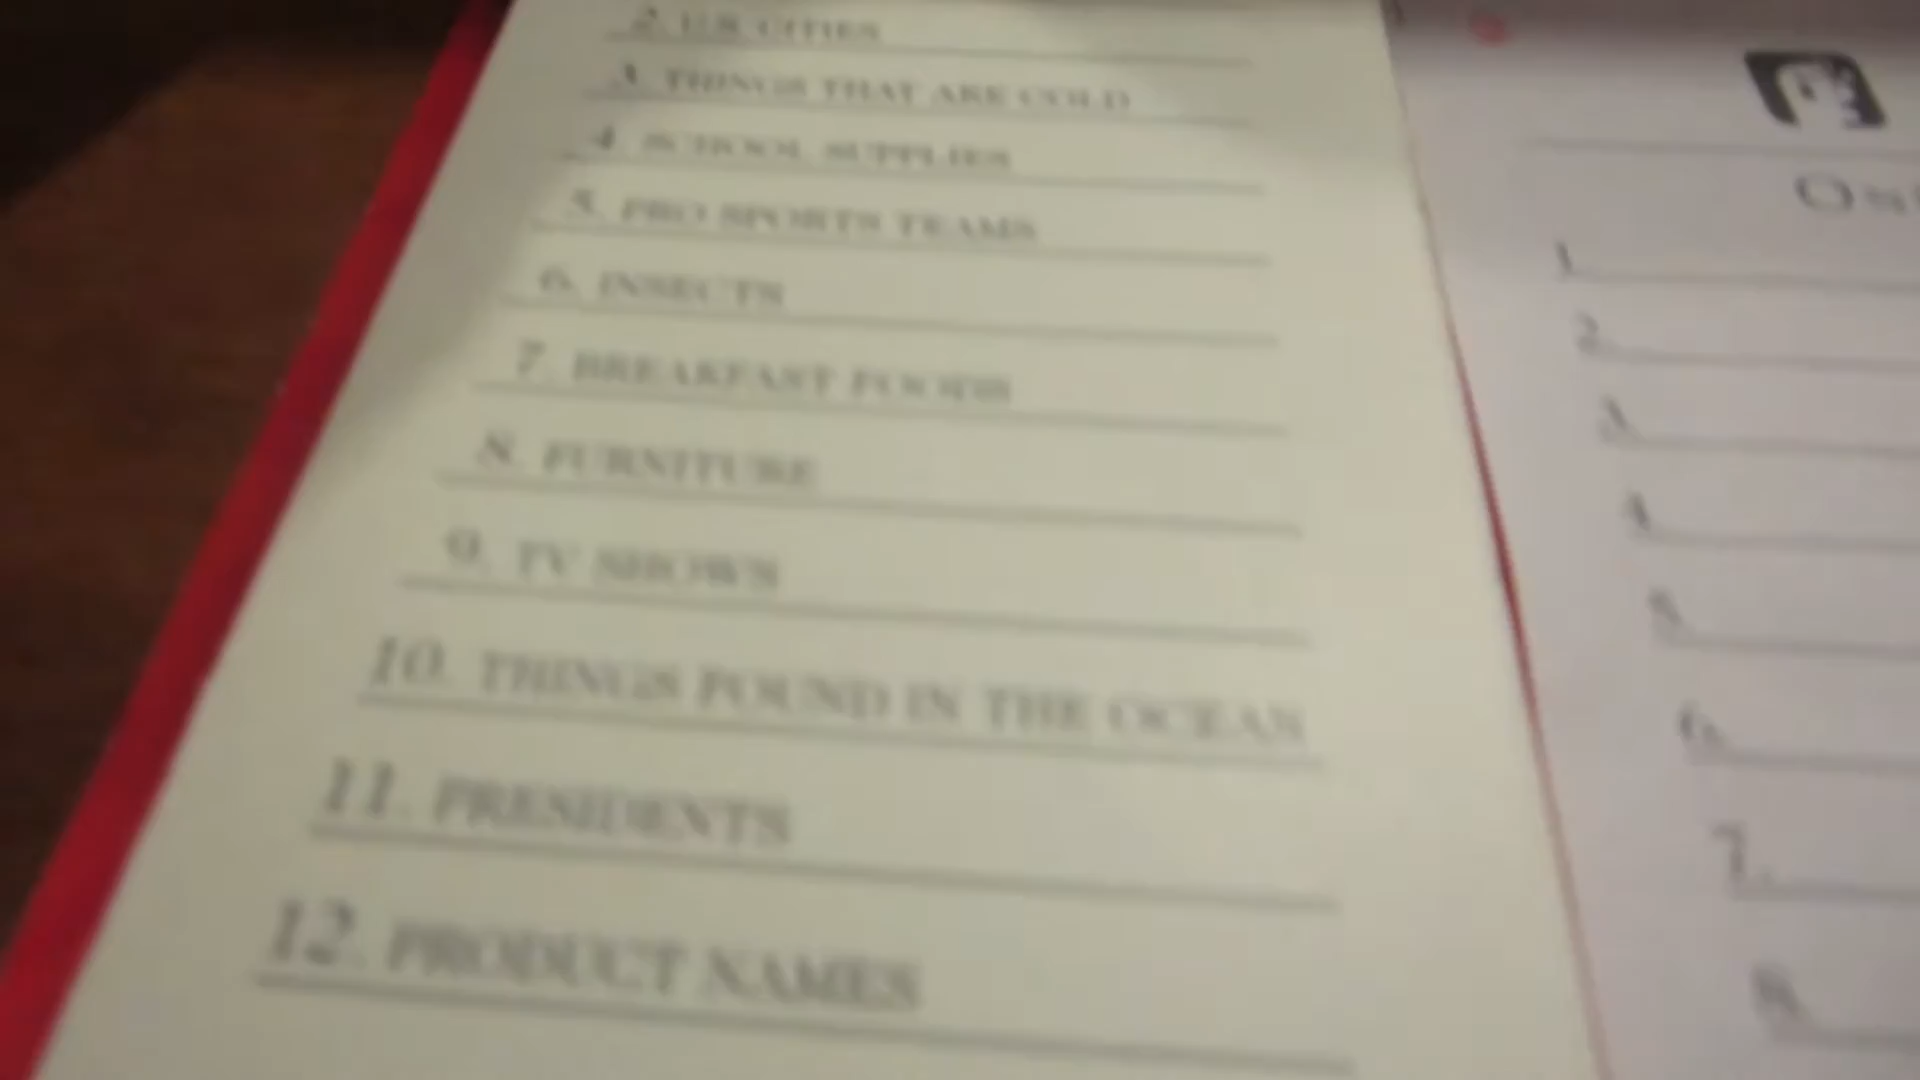 2. U.S. CITIES
3. THINGS THAT ARE COLD
4. SCHOOL SUPPLIES
5. PRO SPORTS TEAMS
6. INSECTS
7. BREAKFAST FOODS
8. FURNITURE
9. TV SHOWS
10. THINGS FOUND IN THE OCEAN
11. PRESIDENTS
12. PRODUCT NAMES
1.
2.
3.
4.
5.
6.
7.
8.